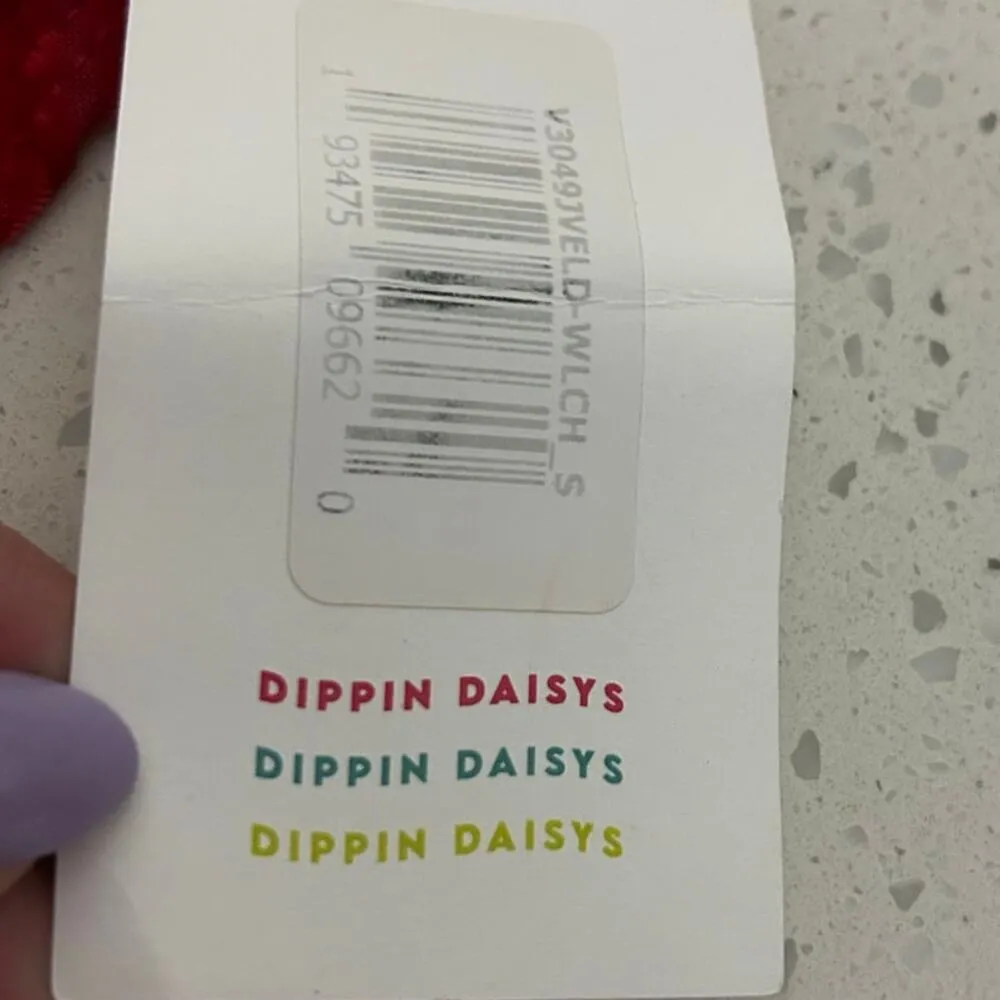 V3049JVELD-WLCH_S
1 93475 09662 0
DIPPIN DAISYS
DIPPIN DAISYS
DIPPIN DAISYS